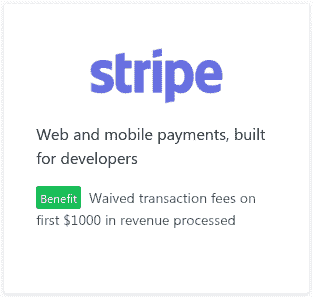 stripe
Web and mobile payments, built
for developers
Benefit Waived transaction fees on
first $1000 in revenue processed